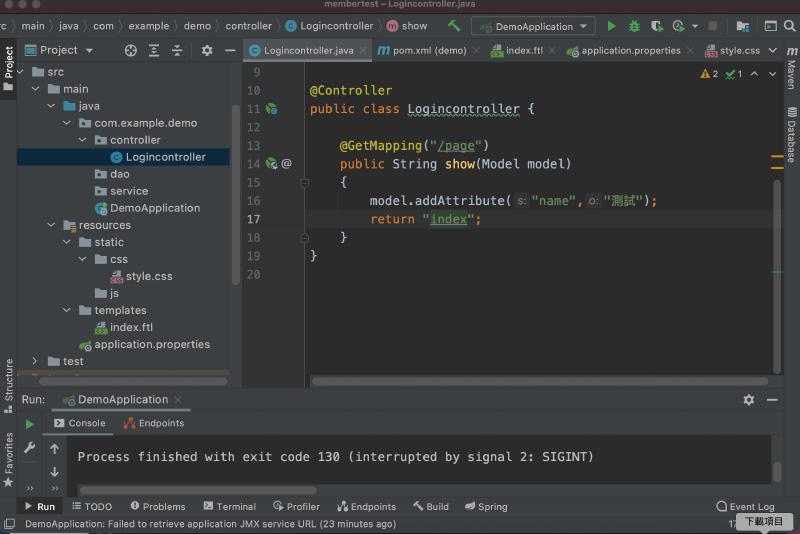 membertest – Logincontroller.java
main
java
com
example
demo
controller
Logincontroller
show
DemoApplication
Project
Logincontroller.java
pom.xml (demo)
index.ftl
application.properties
style.css
Project
src
main
java
com.example.demo
controller
Logincontroller
dao
service
DemoApplication
resources
static
css
style.css
js
templates
index.ftl
application.properties
test
9
10 @Controller
11 public class Logincontroller {
12
13 @GetMapping("/page")
14 @ public String show(Model model)
15 {
16 model.addAttribute( s: "name", o: "測試");
17 return "index";
18 }
19 }
20
2 1
Maven
Database
Structure
Favorites
Run: DemoApplication
Console Endpoints
Process finished with exit code 130 (interrupted by signal 2: SIGINT)
Run TODO Problems Terminal Profiler Endpoints Build Spring Event Log
DemoApplication: Failed to retrieve application JMX service URL (23 minutes ago)
下載項目